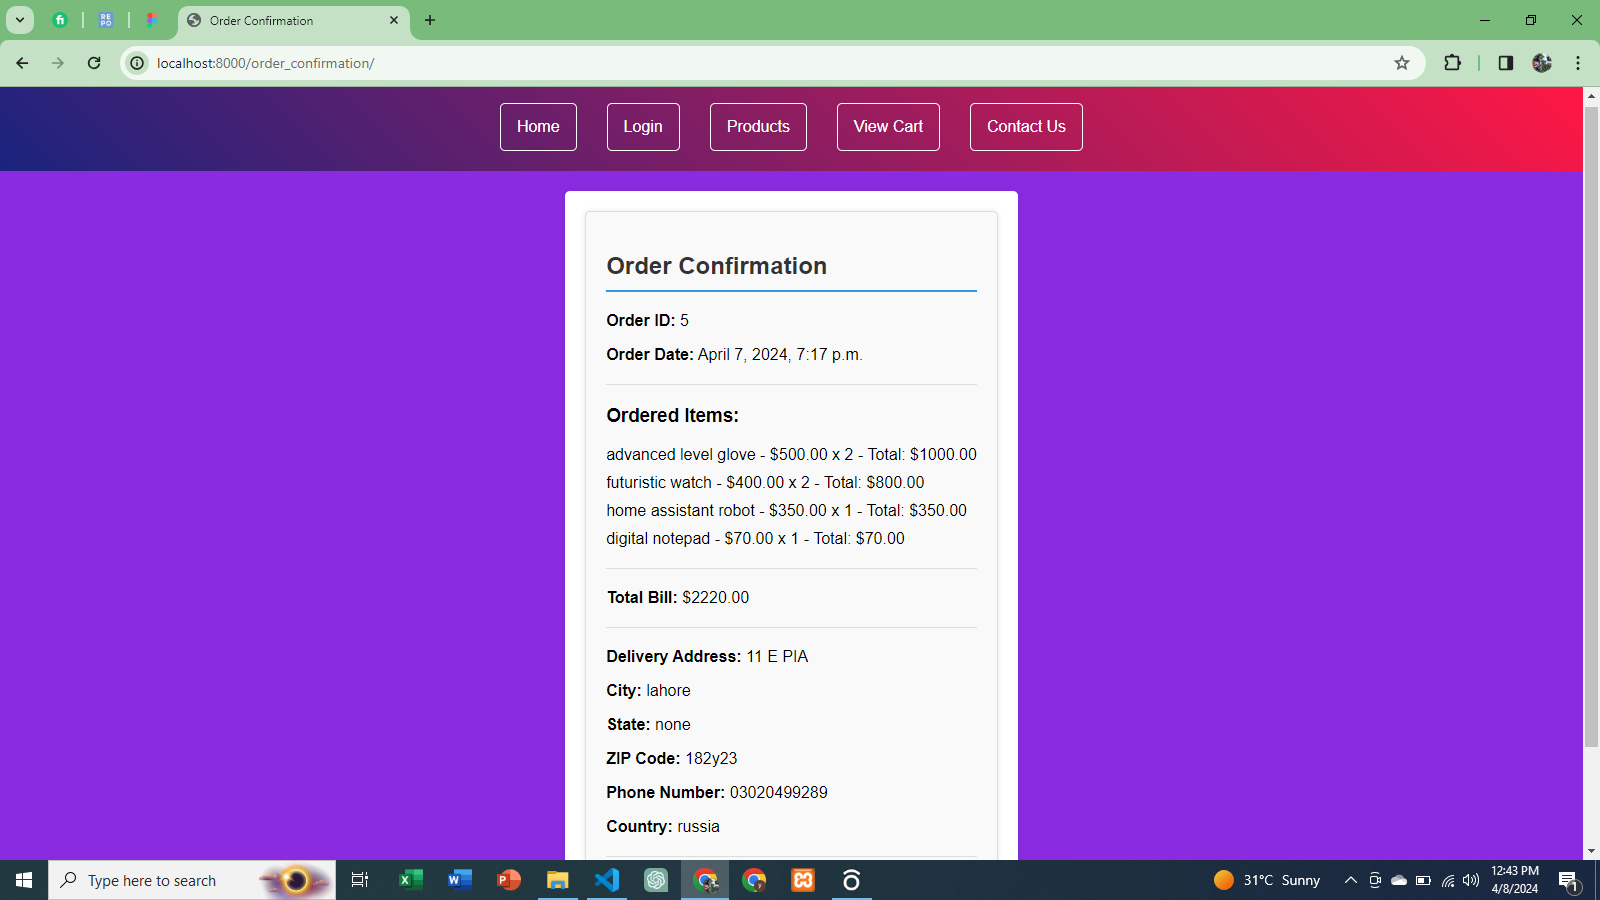 Order Confirmation
localhost:8000/order_confirmation/
Home Login Products View Cart Contact Us
Order Confirmation
Order ID: 5
Order Date: April 7, 2024, 7:17 p.m.
Ordered Items:
advanced level glove - $500.00 x 2 - Total: $1000.00
futuristic watch - $400.00 x 2 - Total: $800.00
home assistant robot - $350.00 x 1 - Total: $350.00
digital notepad - $70.00 x 1 - Total: $70.00
Total Bill: $2220.00
Delivery Address: 11 E PIA
City: lahore
State: none
ZIP Code: 182y23
Phone Number: 03020499289
Country: russia
Type here to search
31°C Sunny
12:43 PM
4/8/2024
1